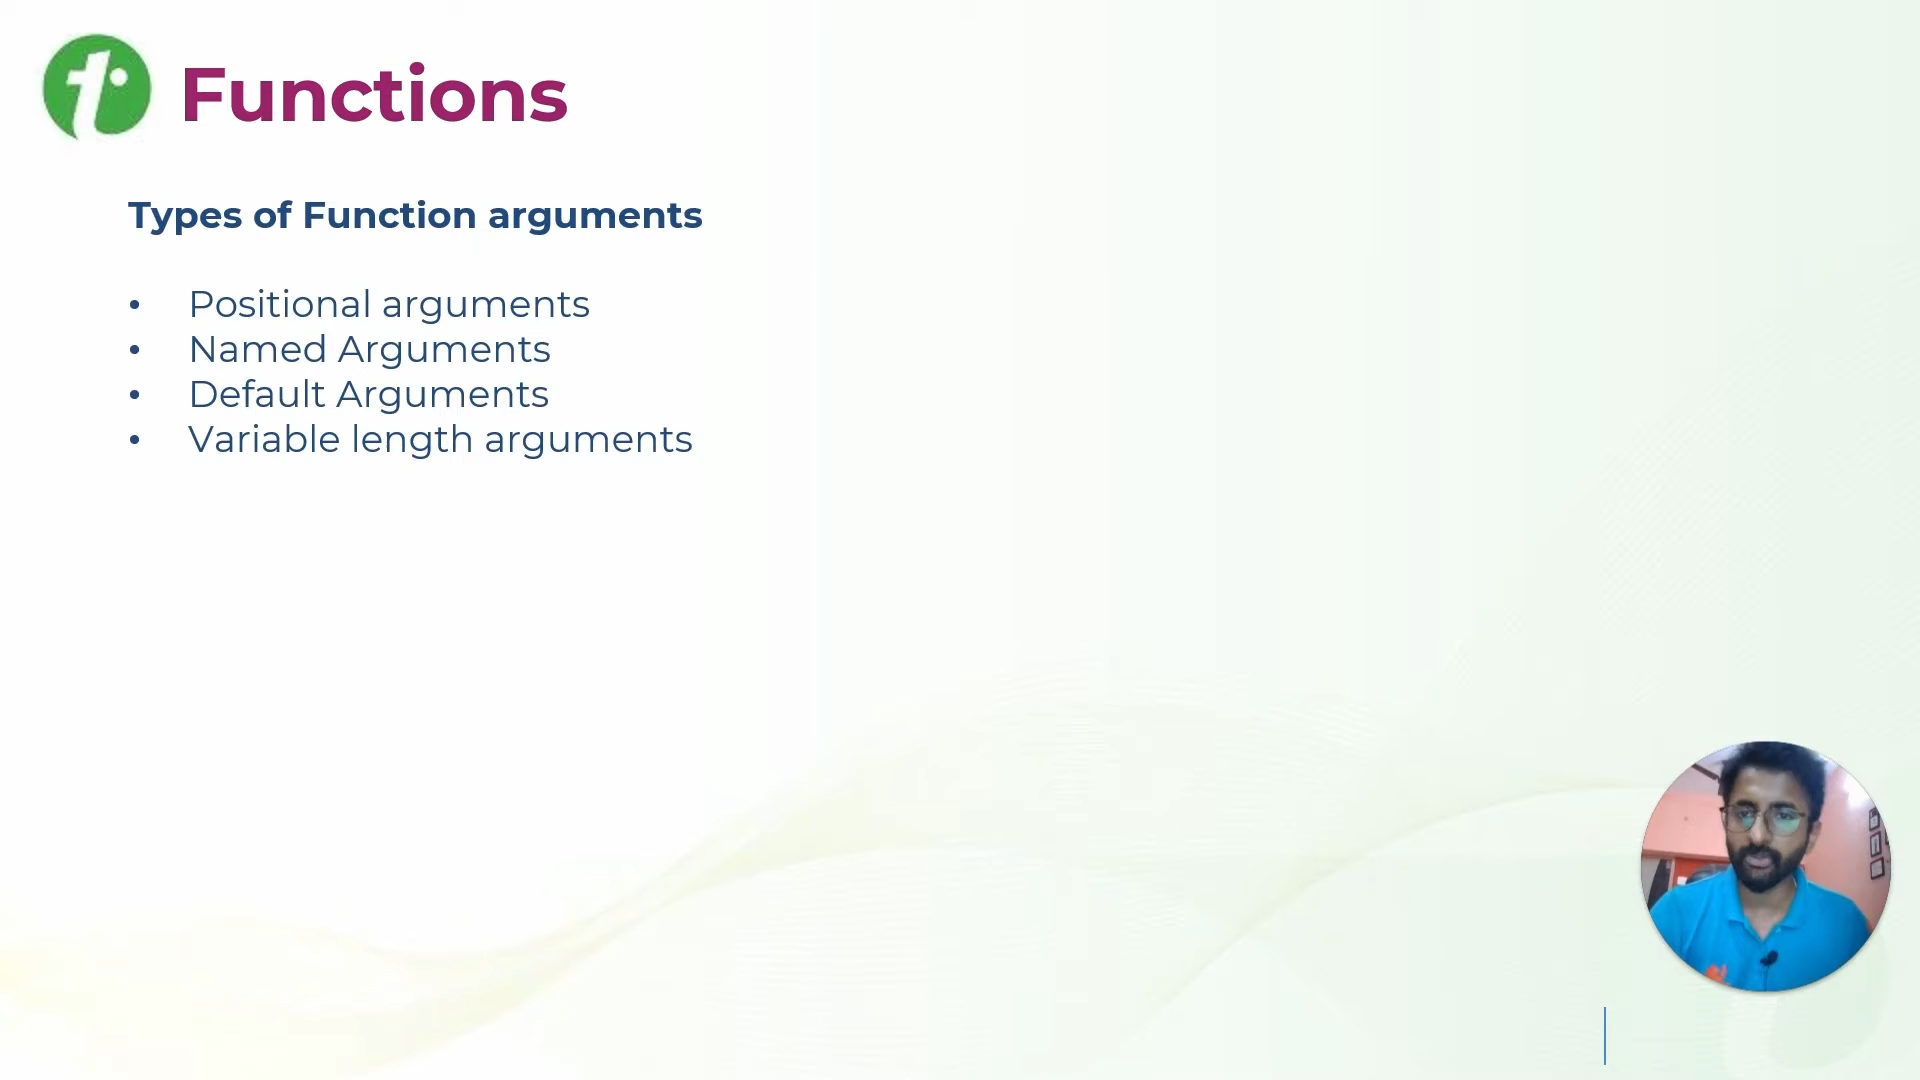 Functions
Types of Function arguments
• Positional arguments
• Named Arguments
• Default Arguments
• Variable length arguments